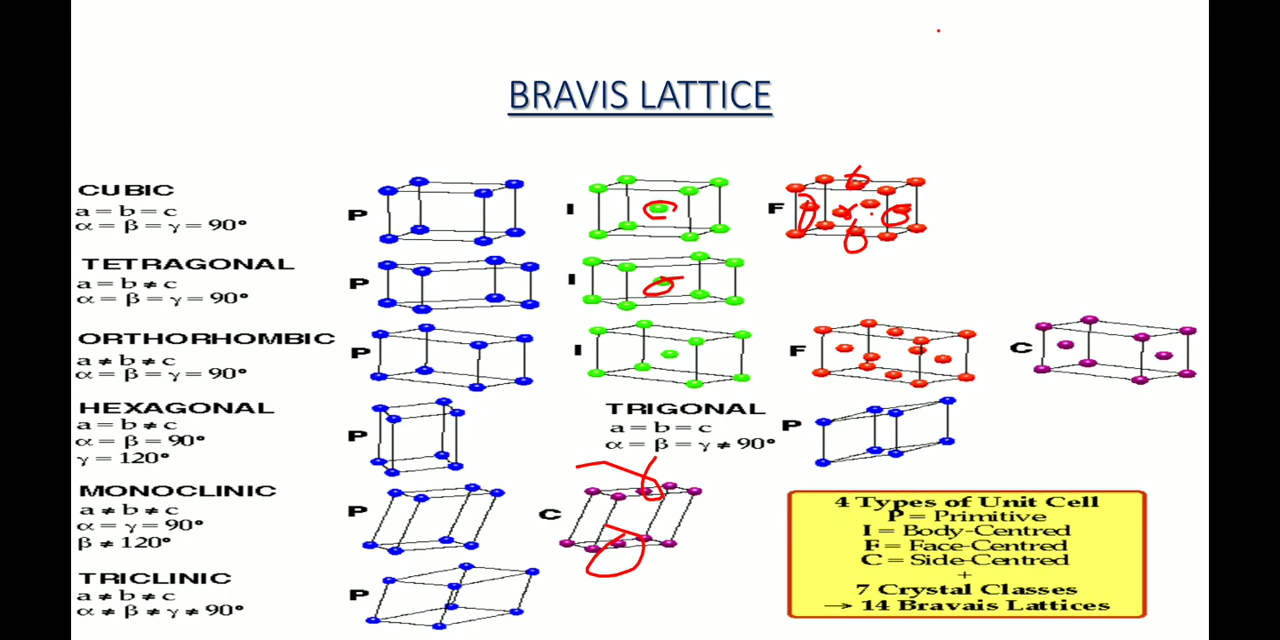 BRAVIS LATTICE
CUBIC
a = b = c
α = β = γ = 90°
P
I
F
TETRAGONAL
a = b ≠ c
α = β = γ = 90°
P
I
ORTHORHOMBIC
a ≠ b ≠ c
α = β = γ = 90°
P
I
F
C
HEXAGONAL
a = b ≠ c
α = β = 90°
γ = 120°
P
TRIGONAL
a = b = c
α = β = γ ≠ 90°
P
MONOCLINIC
a ≠ b ≠ c
α = γ = 90°
β ≠ 120°
P
C
TRICLINIC
a ≠ b ≠ c
α ≠ β ≠ γ ≠ 90°
P
4 Types of Unit Cell
P = Primitive
I = Body-Centred
F = Face-Centred
C = Side-Centred
+
7 Crystal Classes
→ 14 Bravais Lattices